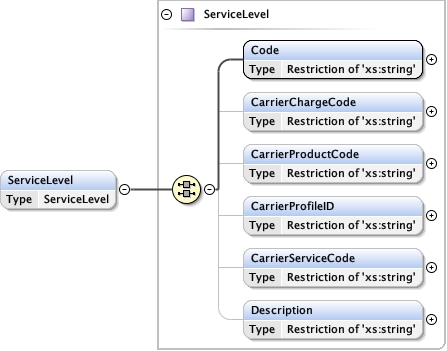 ServiceLevel
Code
Type Restriction of 'xs:string'
CarrierChargeCode
Type Restriction of 'xs:string'
CarrierProductCode
Type Restriction of 'xs:string'
ServiceLevel
Type ServiceLevel
CarrierProfileID
Type Restriction of 'xs:string'
CarrierServiceCode
Type Restriction of 'xs:string'
Description
Type Restriction of 'xs:string'